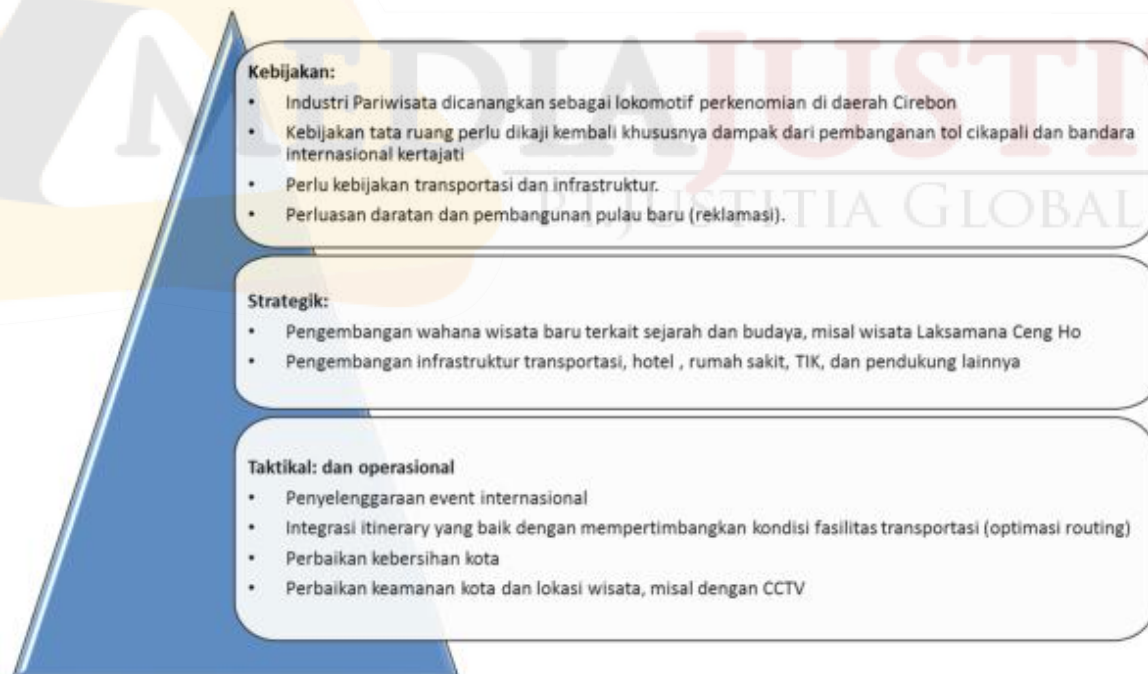 MEDIAJUSTI
PT.JUSTITIA GLOBAL
Kebijakan:
• Industri Pariwisata dicanangkan sebagai lokomotif perkenomian di daerah Cirebon
• Kebijakan tata ruang perlu dikaji kembali khususnya dampak dari pembanganan tol cikapali dan bandara
internasional kertajati
• Perlu kebijakan transportasi dan infrastruktur.
• Perluasan daratan dan pembangunan pulau baru (reklamasi).
Strategik:
• Pengembangan wahana wisata baru terkait sejarah dan budaya, misal wisata Laksamana Ceng Ho
• Pengembangan infrastruktur transportasi, hotel , rumah sakit, TIK, dan pendukung lainnya
Taktikal: dan operasional
• Penyelenggaraan event internasional
• Integrasi itinerary yang baik dengan mempertimbangkan kondisi fasilitas transportasi (optimasi routing)
• Perbaikan kebersihan kota
• Perbaikan keamanan kota dan lokasi wisata, misal dengan CCTV